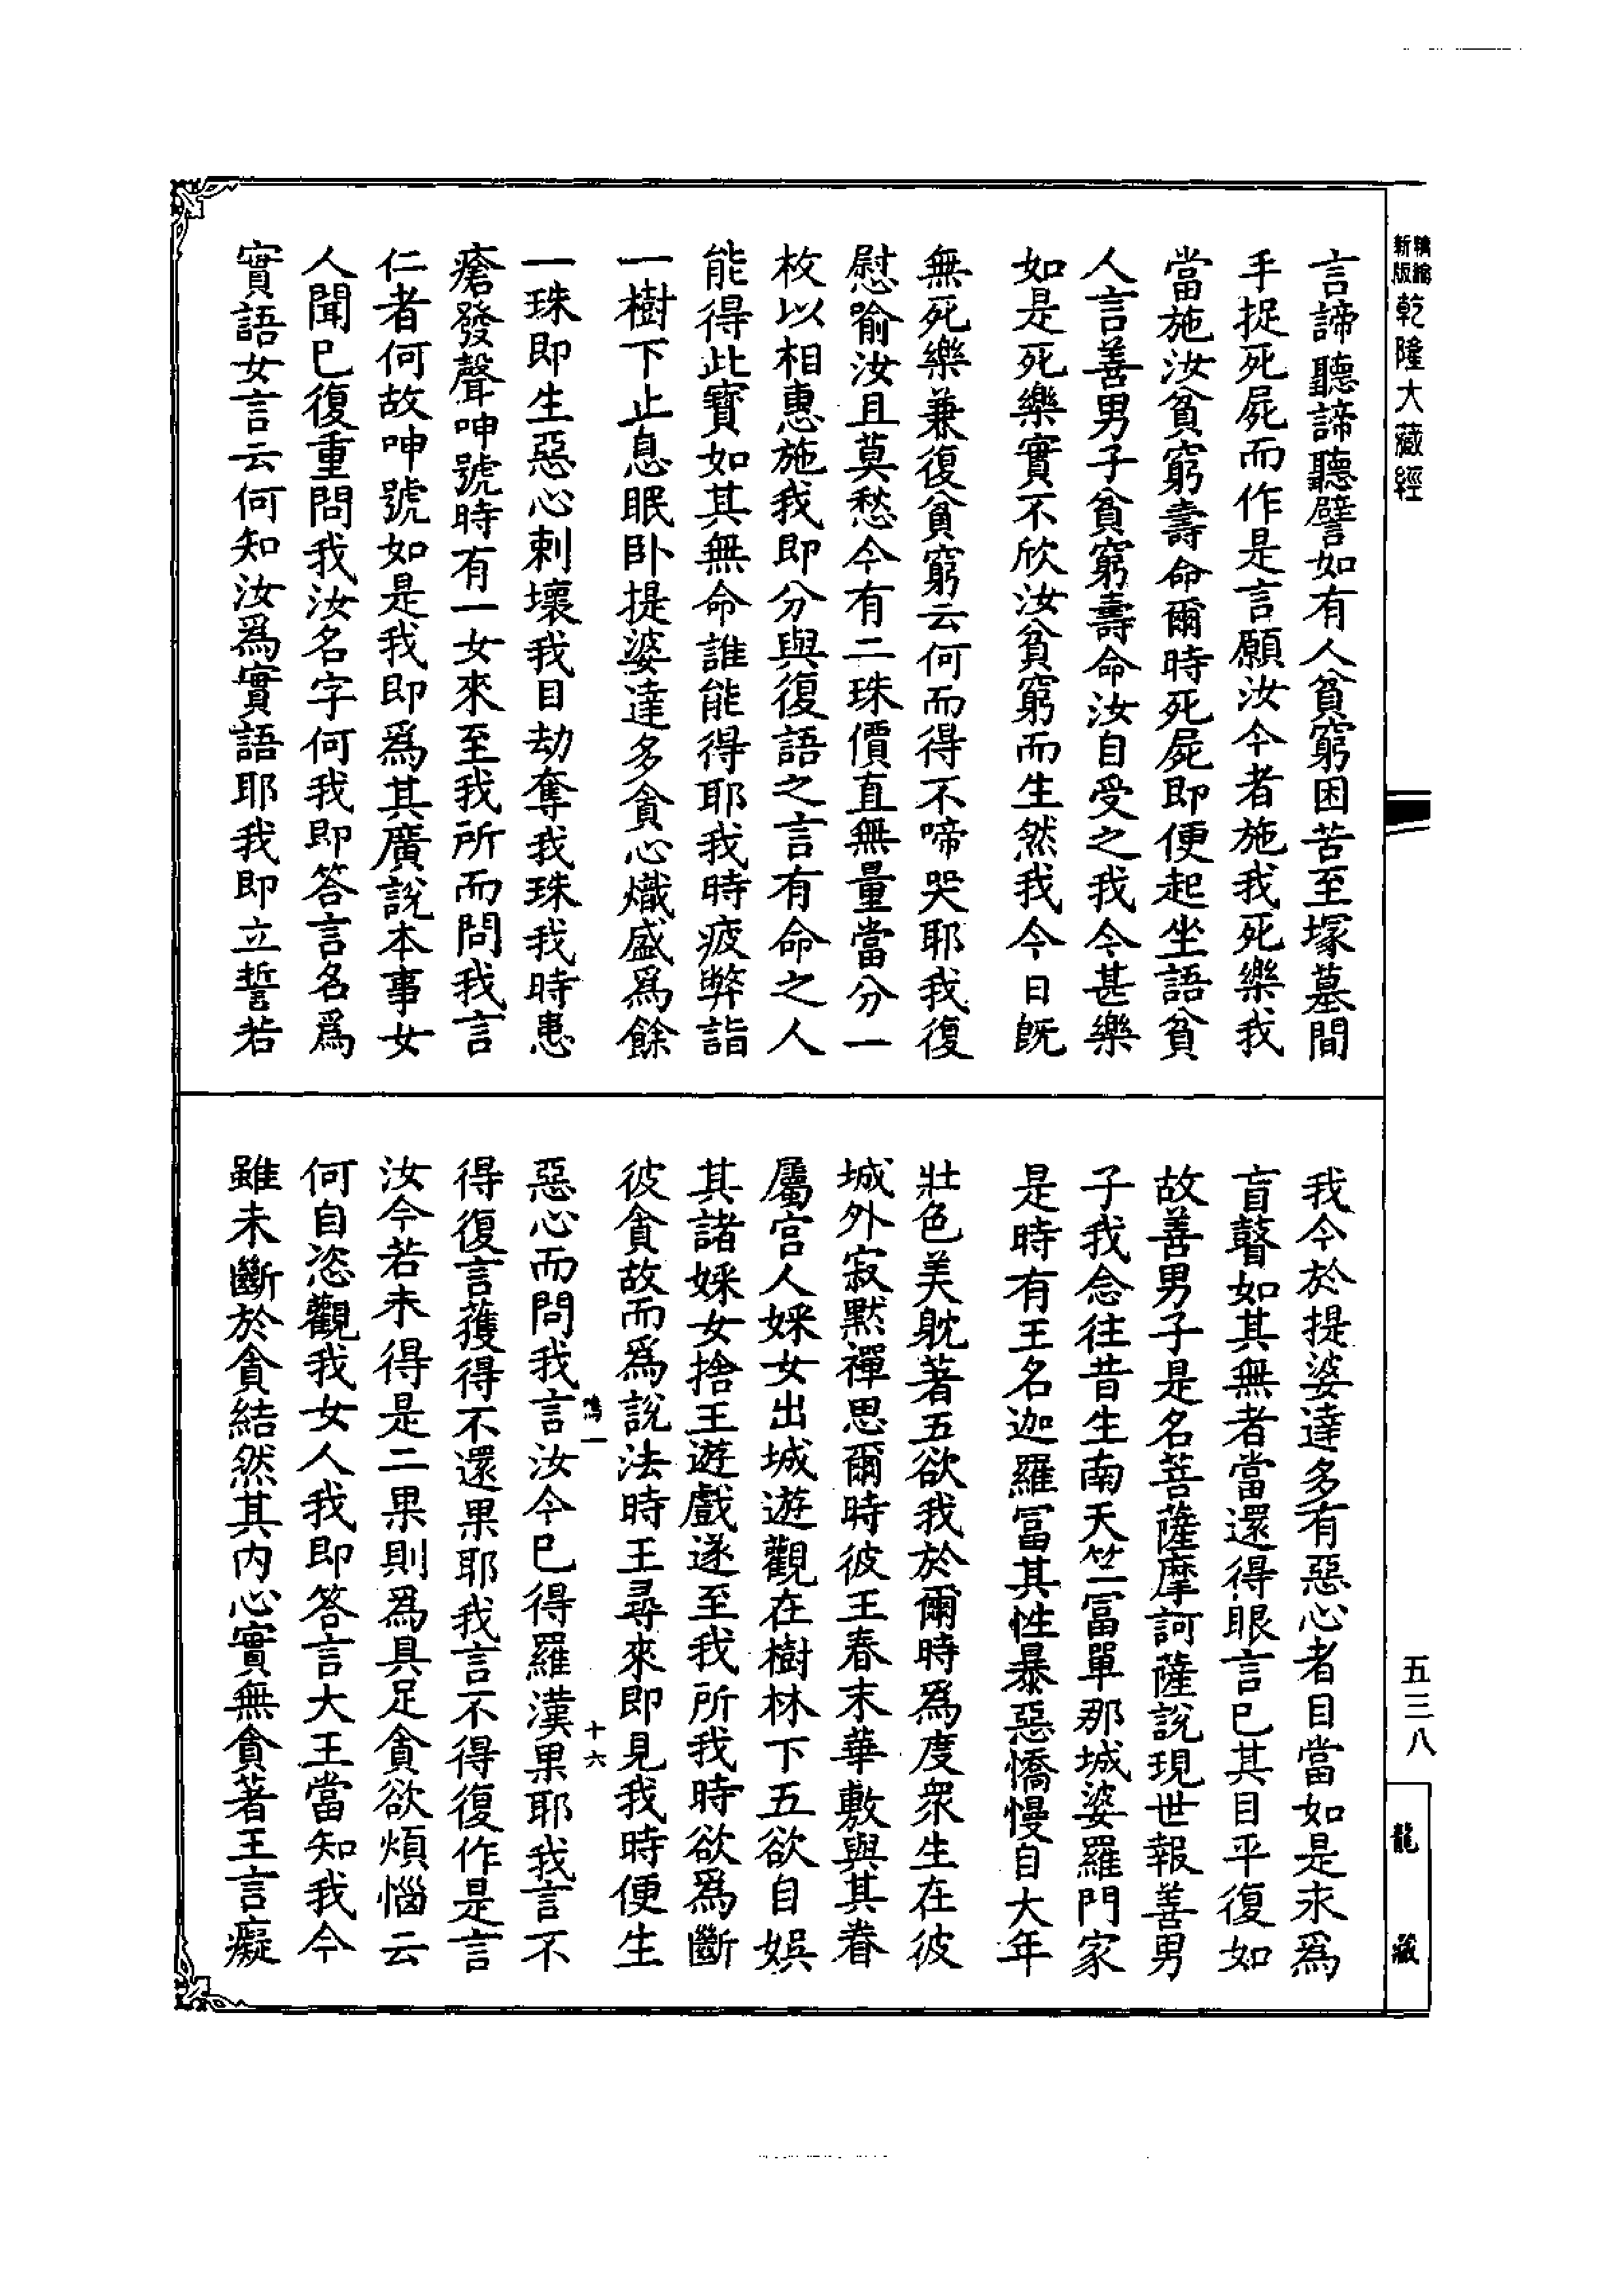 新版
精繪
乾隆大藏經
言諦聽諦聽譬如有人貧窮困苦至塚墓間
手捉死屍而作是言願汝今者施我死樂我
當施汝貧窮壽命爾時死屍即便起坐語貧
人言善男子貧窮壽命汝自受之我今甚樂
如是死樂實不欣汝貧窮而生然我今日旣
無死樂兼復貧窮云何而得不啼哭耶我復
慰喻汝且莫愁今有二珠價直無量當分一
枚以相惠施我即分與復語之言有命之人
能得此寶如其無命誰能得耶我時疲弊詣
一樹下止息眠卧提婆達多貪心熾盛爲餘
一珠即生惡心刺壞我目劫奪我珠我時患
瘡發聲呻號時有一女來至我所而問我言
仁者何故呻號如是我即爲其廣說本事女
人聞巳復重問我汝名字何我即答言名爲
實語女言云何知汝爲實語耶我即立誓若
我今於提婆達多有惡心者目當如是永爲
盲瞽如其無者當還得眼言巳其目平復如
故善男子是名菩薩摩訶薩說現世報善男
子我念往昔生南天竺冨單那城婆羅門家
是時有王名迦羅冨其性暴惡憍慢自大年
壯色美躭著五欲我於爾時爲度衆生在彼
城外寂默禪思爾時彼王春末華敷與其眷
屬宫人婇女出城遊觀在樹林下五欲自娛
其諸婇女捨王遊戲遂至我所我時欲爲斷
彼貪故而爲說法時王尋來即見我時便生
惡心而問我言汝今巳得羅漢果耶我言不
得復言獲得不還果耶我言不得復作是言
汝今若未得是二果則爲具足貪欲煩惱云
何自恣觀我女人我即答言大王當知我今
雖未斷於貪結然其内心實無貪著王言癡
一
十六
五三八
龍藏